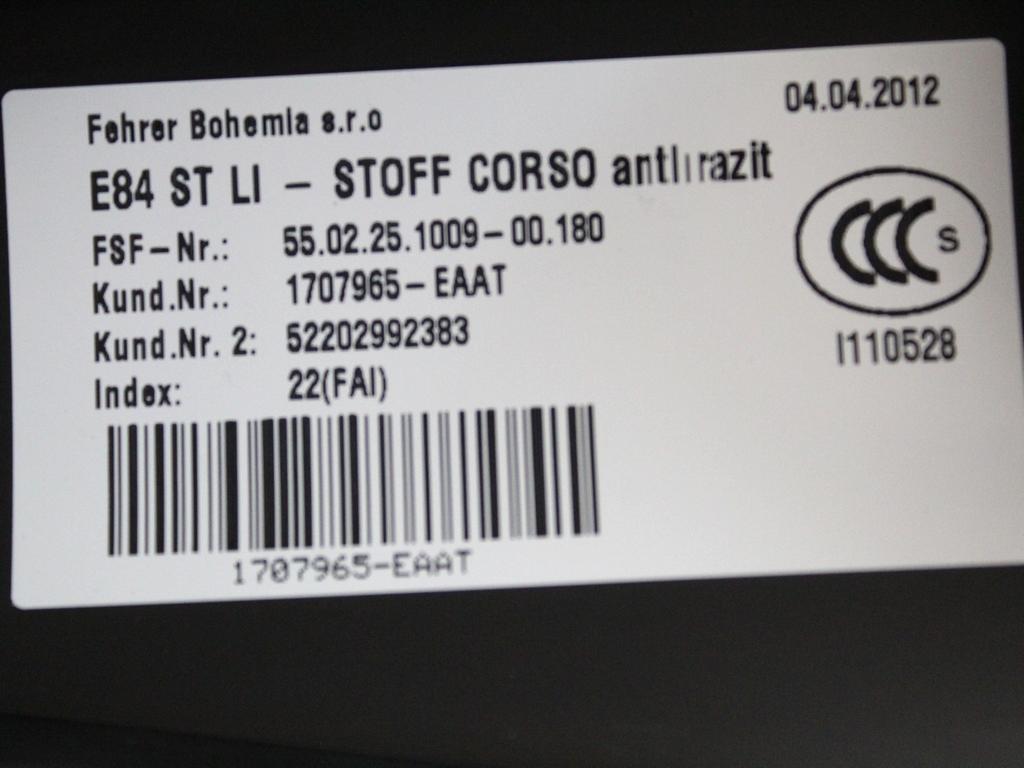 Fehrer Bohemia s.r.o
04.04.2012
E84 ST LI – STOFF CORSO antırazit
FSF-Nr.: 55.02.25.1009-00.180
Kund.Nr.: 1707965-EAAT
Kund.Nr. 2: 52202992383
Index: 22(FAI)
CCC S
I110528
1707965-EAAT